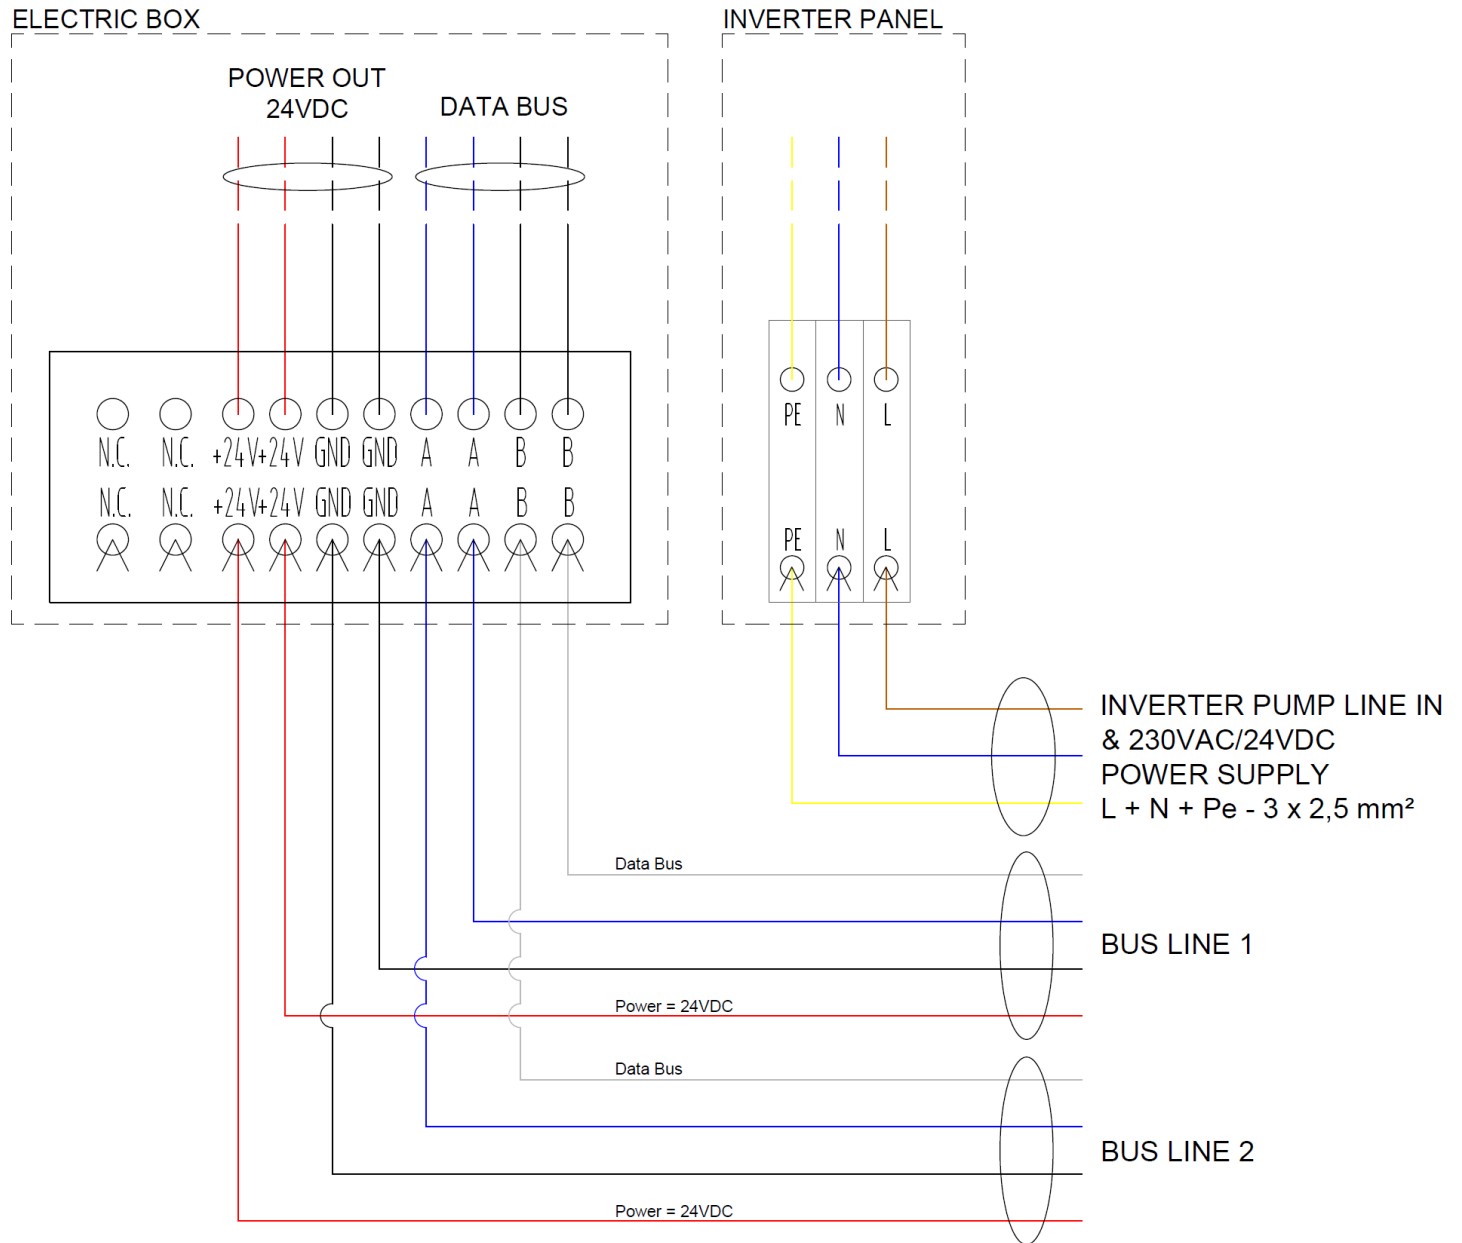 ELECTRIC BOX
INVERTER PANEL
POWER OUT
24VDC
DATA BUS
N.C. N.C. +24V +24V GND GND A A B B
N.C. N.C. +24V +24V GND GND A A B B
PE N L
PE N L
INVERTER PUMP LINE IN
& 230VAC/24VDC
POWER SUPPLY
L + N + Pe - 3 x 2,5 mm²
Data Bus
BUS LINE 1
Power = 24VDC
Data Bus
BUS LINE 2
Power = 24VDC